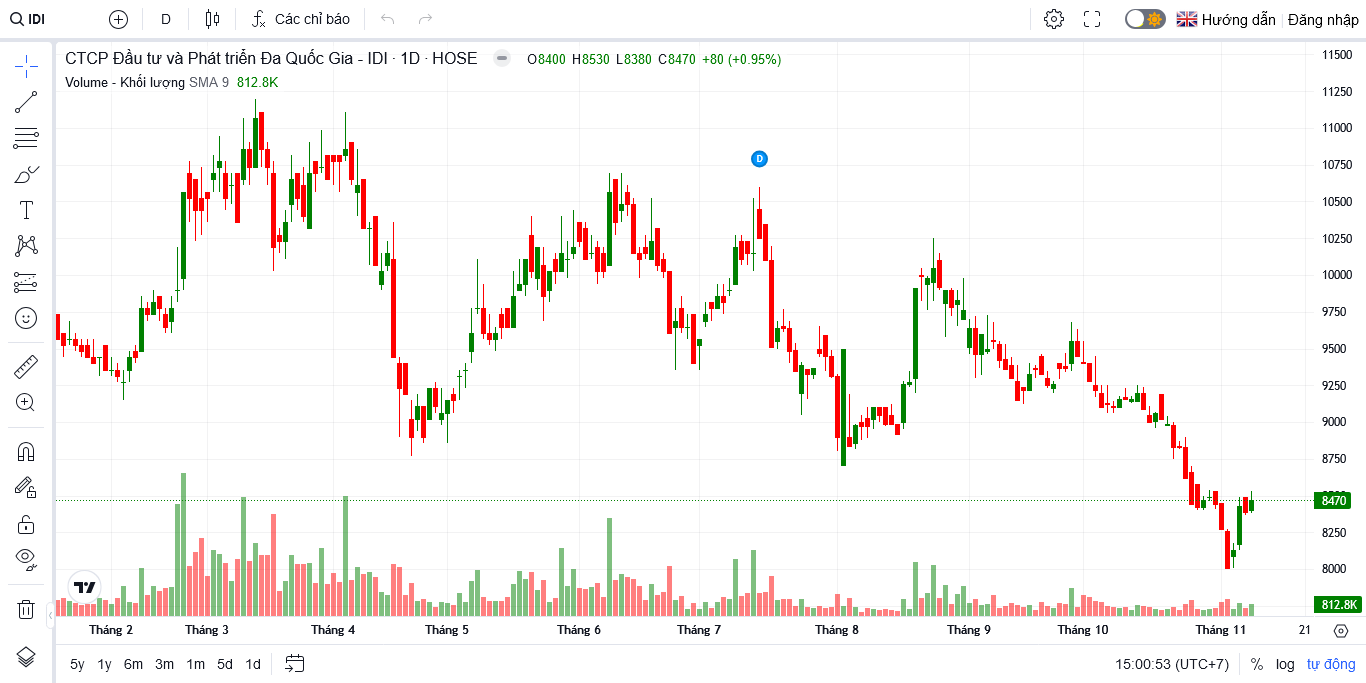 IDI D Các chỉ báo Hướng dẫn Đăng nhập
CTCP Đầu tư và Phát triển Đa Quốc Gia - IDI · 1D · HOSE O8400 H8530 L8380 C8470 +80 (+0.95%)
Volume - Khối lượng SMA 9 812.8K
11500
11250
11000
10750
D
10500
10250
10000
9750
9500
9250
9000
8750
8470
8250
8000
812.8K
Tháng 2 Tháng 3 Tháng 4 Tháng 5 Tháng 6 Tháng 7 Tháng 8 Tháng 9 Tháng 10 Tháng 11 21
5y 1y 6m 3m 1m 5d 1d 15:00:53 (UTC+7) % log tự động